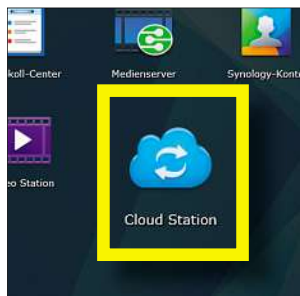 koll-Center
Medienserver
Synology-Kont
eo Station
Cloud Station